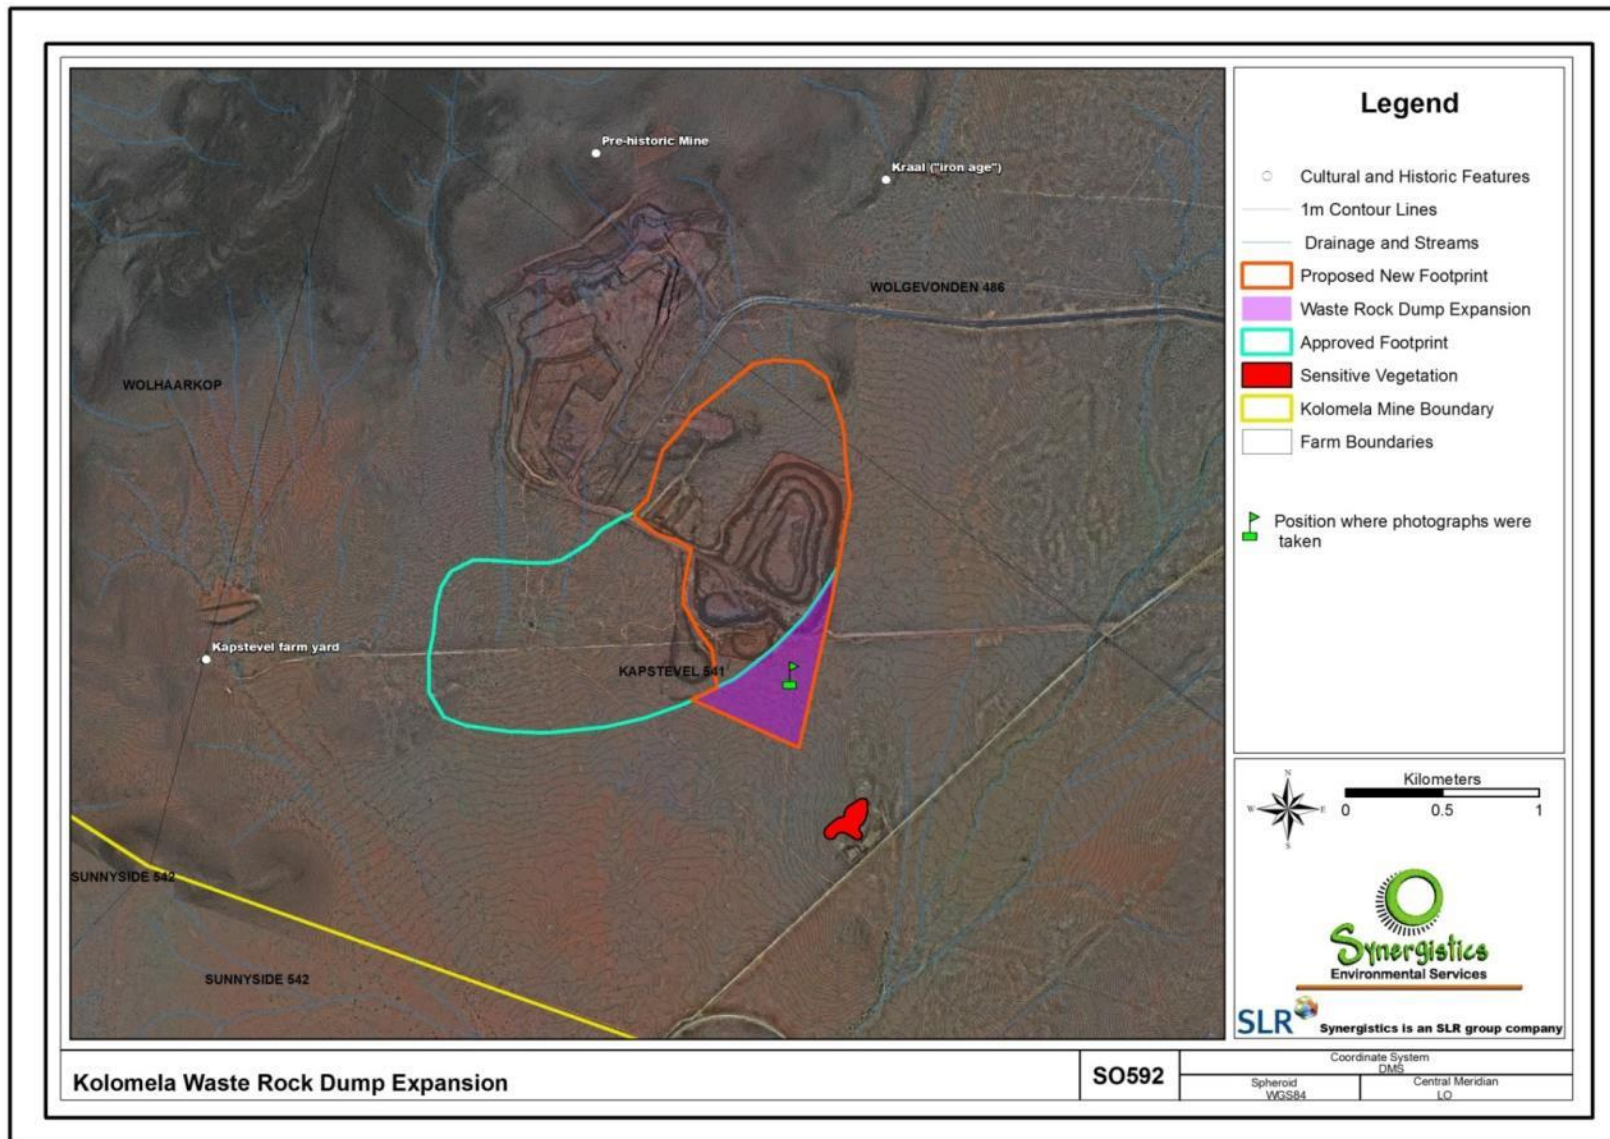 Pre-historic Mine
Kraal ("iron age")
WOLGEVONDEN 486
WOLHAARKOP
Kapstevel farm yard
KAPSTEVEL 541
SUNNYSIDE 542
SUNNYSIDE 542
Legend
Cultural and Historic Features
1m Contour Lines
Drainage and Streams
Proposed New Footprint
Waste Rock Dump Expansion
Approved Footprint
Sensitive Vegetation
Kolomela Mine Boundary
Farm Boundaries
Position where photographs were
taken
N
W
E
S
Kilometers
0 0.5 1
Synergistics
Environmental Services
SLR
Synergistics is an SLR group company
Kolomela Waste Rock Dump Expansion
SO592
Coordinate System
DMS
Spheroid
WGS84
Central Meridian
LO